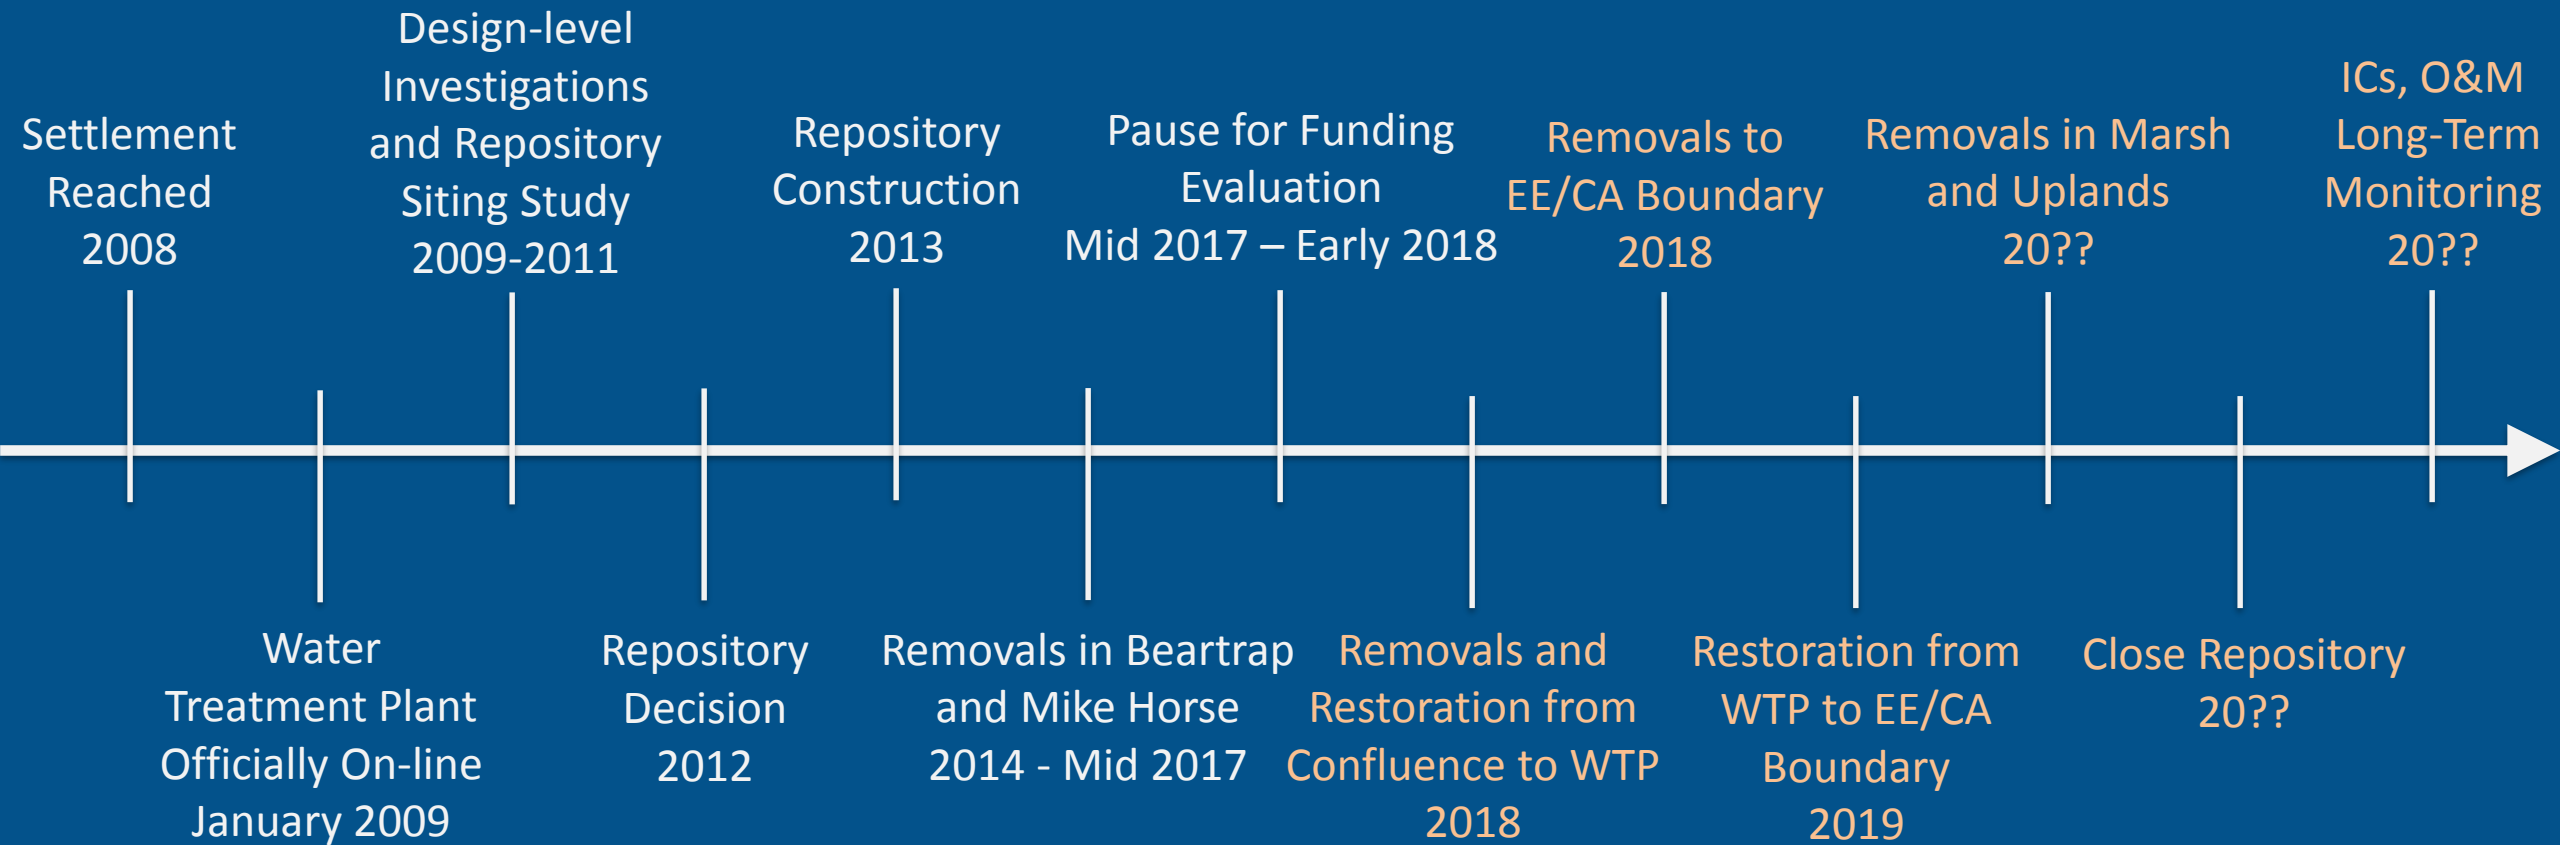 Settlement
Reached
2008
Water
Treatment Plant
Officially On-line
January 2009
Design-level
Investigations
and Repository
Siting Study
2009-2011
Repository
Decision
2012
Repository
Construction
2013
Removals in Beartrap
and Mike Horse
2014 - Mid 2017
Pause for Funding
Evaluation
Mid 2017 – Early 2018
Removals and
Restoration from
Confluence to WTP
2018
Removals to
EE/CA Boundary
2018
Restoration from
WTP to EE/CA
Boundary
2019
Removals in Marsh
and Uplands
20??
Close Repository
20??
ICs, O&M
Long-Term
Monitoring
20??